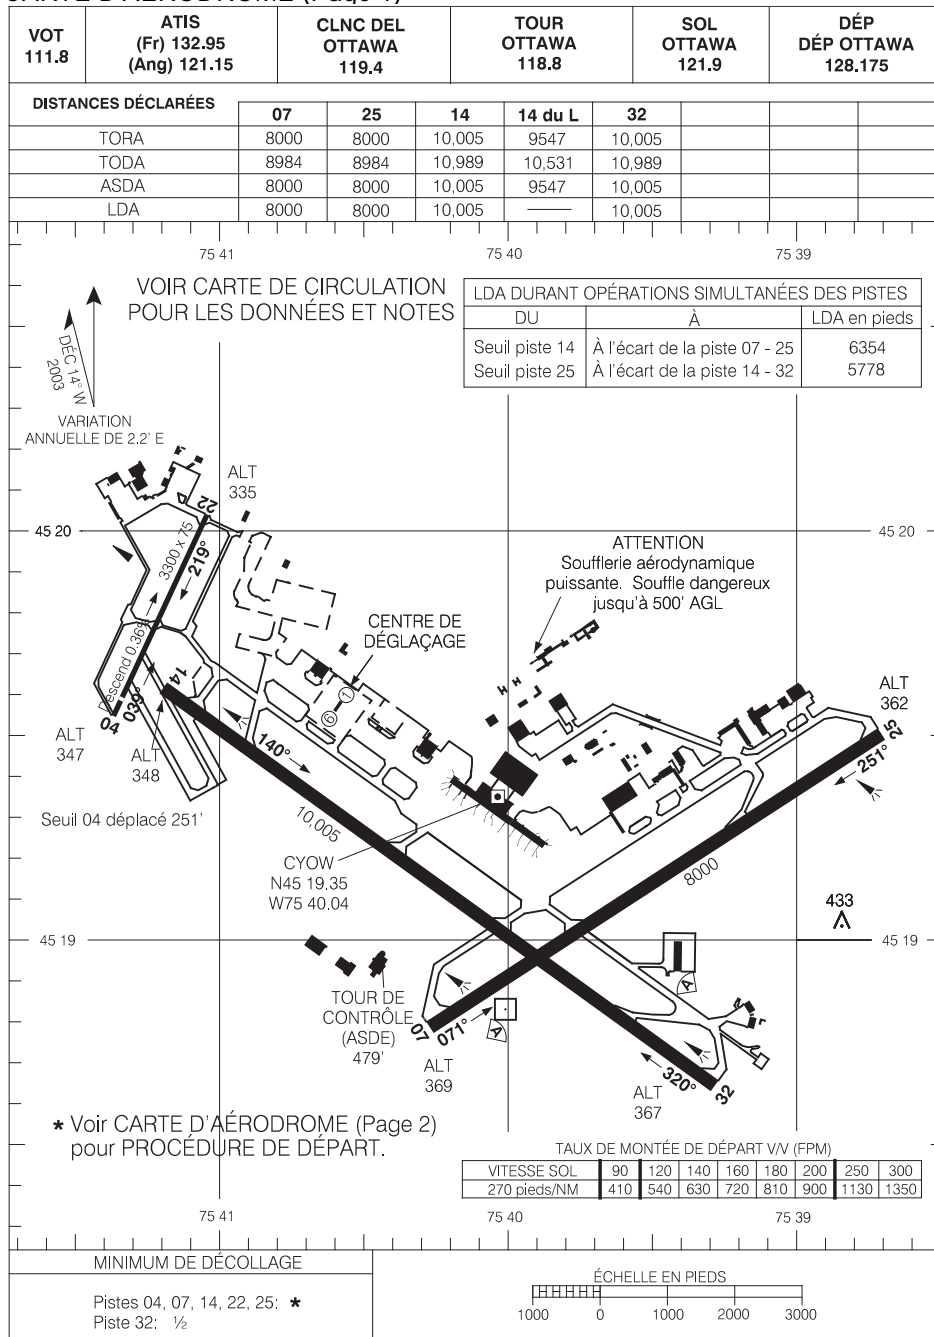 CARTE D'AÉRODROME (Page 1)
VOT
111.8
ATIS
(Fr) 132.95
(Ang) 121.15
CLNC DEL
OTTAWA
119.4
TOUR
OTTAWA
118.8
SOL
OTTAWA
121.9
DÉP
DÉP OTTAWA
128.175
DISTANCES DÉCLARÉES
07 25 14 14 du L 32
TORA 8000 8000 10,005 9547 10,005
TODA 8984 8984 10,989 10,531 10,989
ASDA 8000 8000 10,005 9547 10,005
LDA 8000 8000 10,005 —— 10,005
75 41 75 40 75 39
VOIR CARTE DE CIRCULATION
POUR LES DONNÉES ET NOTES
LDA DURANT OPÉRATIONS SIMULTANÉES DES PISTES
DU À LDA en pieds
Seuil piste 14 À l'écart de la piste 07 - 25 6354
Seuil piste 25 À l'écart de la piste 14 - 32 5778
DÉC 14° W
2003
VARIATION
ANNUELLE DE 2.2' E
ALT
335
22
45 20
45 20
3300 x 75
219°
ATTENTION
Soufflerie aérodynamique
puissante. Souffle dangereux
jusqu'à 500' AGL
CENTRE DE
DÉGLAÇAGE
Descend 0.36%
039°
04
14
1
6
ALT
362
ALT
347
ALT
348
140°
25
251°
Seuil 04 déplacé 251'
10,005
8000
CYOW
N45 19.35
W75 40.04
433
45 19
45 19
TOUR DE
CONTRÔLE
(ASDE)
479'
07
071°
A
A
ALT
369
320°
32
ALT
367
* Voir CARTE D'AÉRODROME (Page 2)
pour PROCÉDURE DE DÉPART.
TAUX DE MONTÉE DE DÉPART V/V (FPM)
VITESSE SOL 90 120 140 160 180 200 250 300
270 pieds/NM 410 540 630 720 810 900 1130 1350
75 41 75 40 75 39
MINIMUM DE DÉCOLLAGE
Pistes 04, 07, 14, 22, 25: *
Piste 32: ½
ÉCHELLE EN PIEDS
1000 0 1000 2000 3000